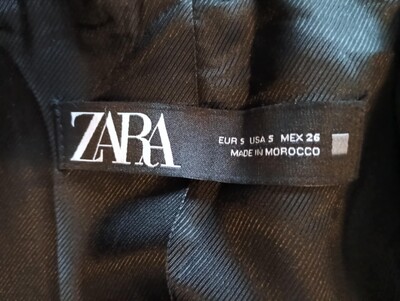 ZARA
EUR S USA S MEX 26
MADE IN MOROCCO